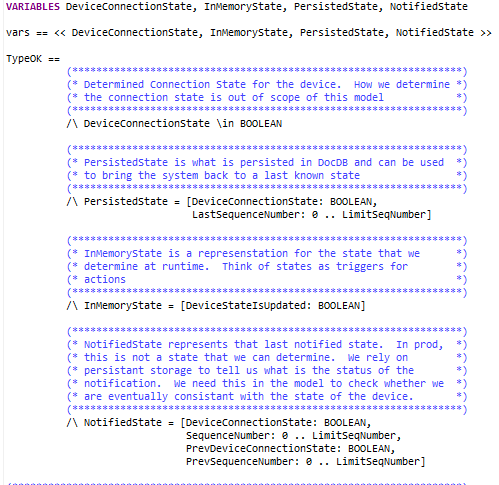 VARIABLES DeviceConnectionState, InMemoryState, PersistedState, NotifiedState
vars == << DeviceConnectionState, InMemoryState, PersistedState, NotifiedState >>
TypeOK ==
(***********************************************************)
(* Determined Connection State for the device.  How we determine *)
(* the connection state is out of scope of this model *)
(***********************************************************)
/\ DeviceConnectionState \in BOOLEAN
(***********************************************************)
(* PersistedState is what is persisted in DocDB and can be used *)
(* to bring the system back to a last known state *)
(***********************************************************)
/\ PersistedState = [DeviceConnectionState: BOOLEAN,
LastSequenceNumber: 0 .. LimitSeqNumber]
(***********************************************************)
(* InMemoryState is a represenstation for the state that we *)
(* determine at runtime.  Think of states as triggers for *)
(* actions *)
(***********************************************************)
/\ InMemoryState = [DeviceStateIsUpdated: BOOLEAN]
(***********************************************************)
(* NotifiedState represents that last notified state.  In prod, *)
(* this is not a state that we can determine.  We rely on *)
(* persistant storage to tell us what is the status of the *)
(* notification.  We need this in the model to check whether we *)
(* are eventually consistant with the state of the device. *)
(***********************************************************)
/\ NotifiedState = [DeviceConnectionState: BOOLEAN,
SequenceNumber: 0 .. LimitSeqNumber,
PrevDeviceConnectionState: BOOLEAN,
PrevSequenceNumber: 0 .. LimitSeqNumber]